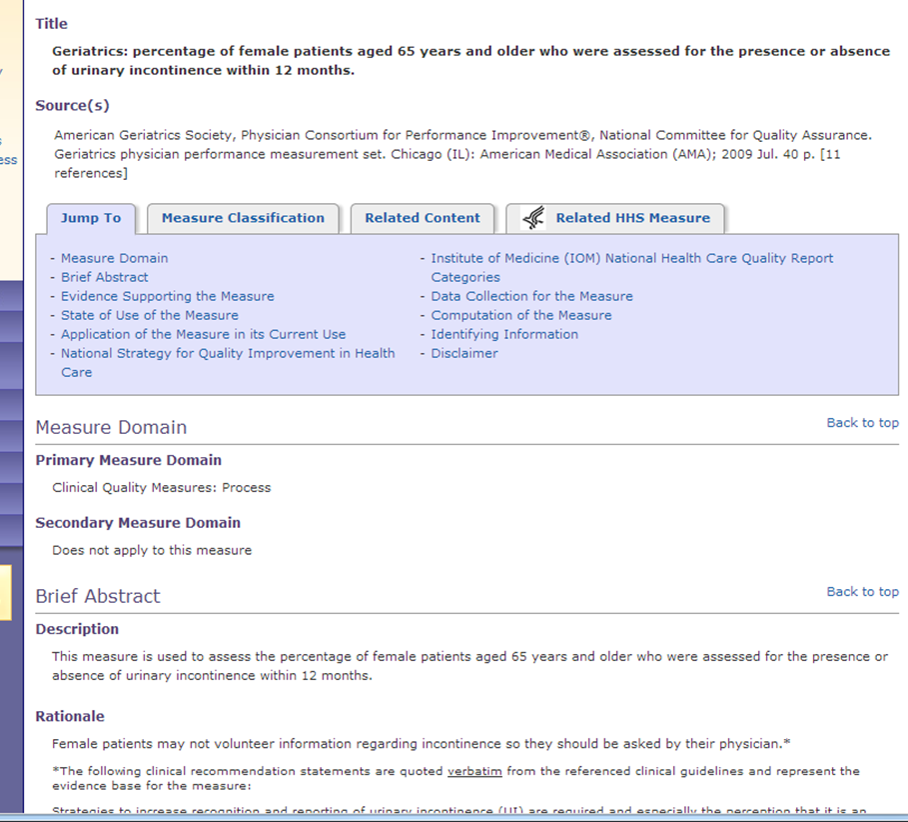 Title
Geriatrics: percentage of female patients aged 65 years and older who were assessed for the presence or absence
of urinary incontinence within 12 months.
Source(s)
American Geriatrics Society, Physician Consortium for Performance Improvement®, National Committee for Quality Assurance.
Geriatrics physician performance measurement set. Chicago (IL): American Medical Association (AMA); 2009 Jul. 40 p. [11
references]
ess
Jump To
Measure Classification
Related Content
Related HHS Measure
- Measure Domain
- Brief Abstract
- Evidence Supporting the Measure
- State of Use of the Measure
- Application of the Measure in its Current Use
- National Strategy for Quality Improvement in Health
Care
- Institute of Medicine (IOM) National Health Care Quality Report
Categories
- Data Collection for the Measure
- Computation of the Measure
- Identifying Information
- Disclaimer
Measure Domain
Back to top
Primary Measure Domain
Clinical Quality Measures: Process
Secondary Measure Domain
Does not apply to this measure
Brief Abstract
Back to top
Description
This measure is used to assess the percentage of female patients aged 65 years and older who were assessed for the presence or
absence of urinary incontinence within 12 months.
Rationale
Female patients may not volunteer information regarding incontinence so they should be asked by their physician.*
*The following clinical recommendation statements are quoted verbatim from the referenced clinical guidelines and represent the
evidence base for the measure:
Strategies to increase recognition and reporting of urinary incontinence (UI) are required and especially the perception that it is an